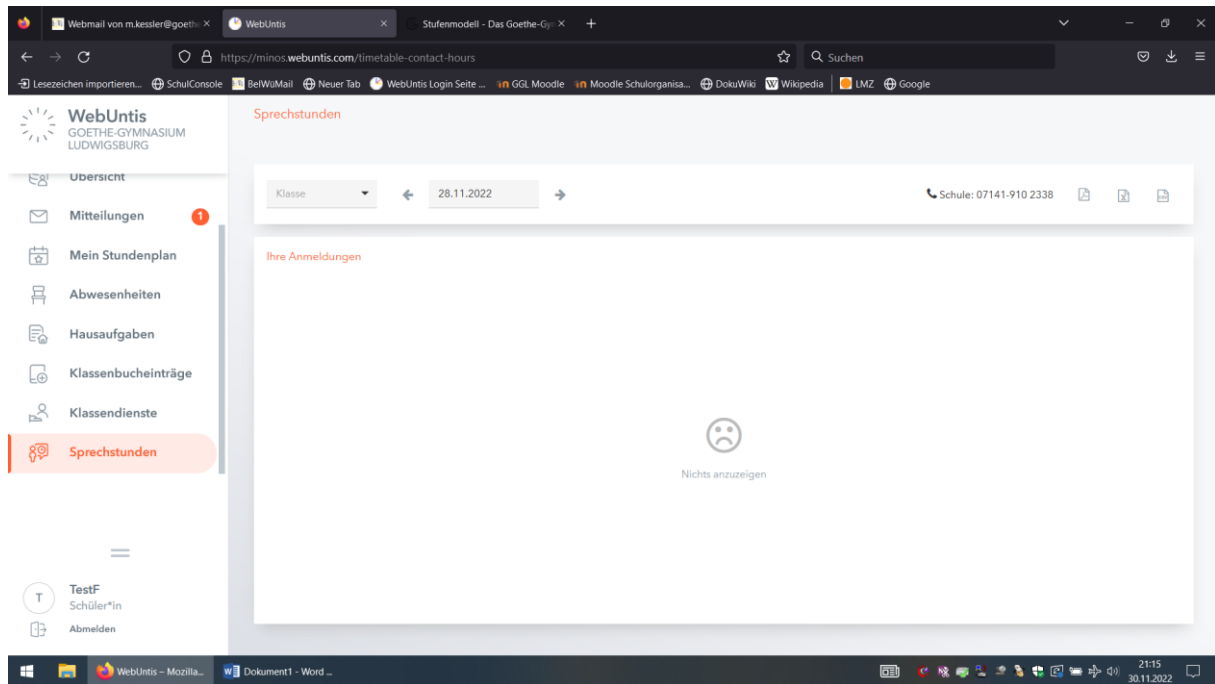 Webmail von m.kessler@goethe
WebUntis
Stufenmodell - Das Goethe-Gy
https://minos.webuntis.com/timetable-contact-hours
Suchen
Lesezeichen importieren...
SchulConsole
BelWüMail
Neuer Tab
WebUntis Login Seite ...
GGL Moodle
Moodle Schulorganisa...
DokuWiki
Wikipedia
LMZ
Google
WebUntis
GOETHE-GYMNASIUM
LUDWIGSBURG
Übersicht
Mitteilungen 1
Mein Stundenplan
Abwesenheiten
Hausaufgaben
Klassenbucheinträge
Klassendienste
Sprechstunden
T
TestF
Schüler*in
Abmelden
Sprechstunden
Klasse
28.11.2022
Schule: 07141-910 2338
Ihre Anmeldungen
Nichts anzuzeigen
WebUntis – Mozilla...
Dokument1 - Word ...
21:15
30.11.2022